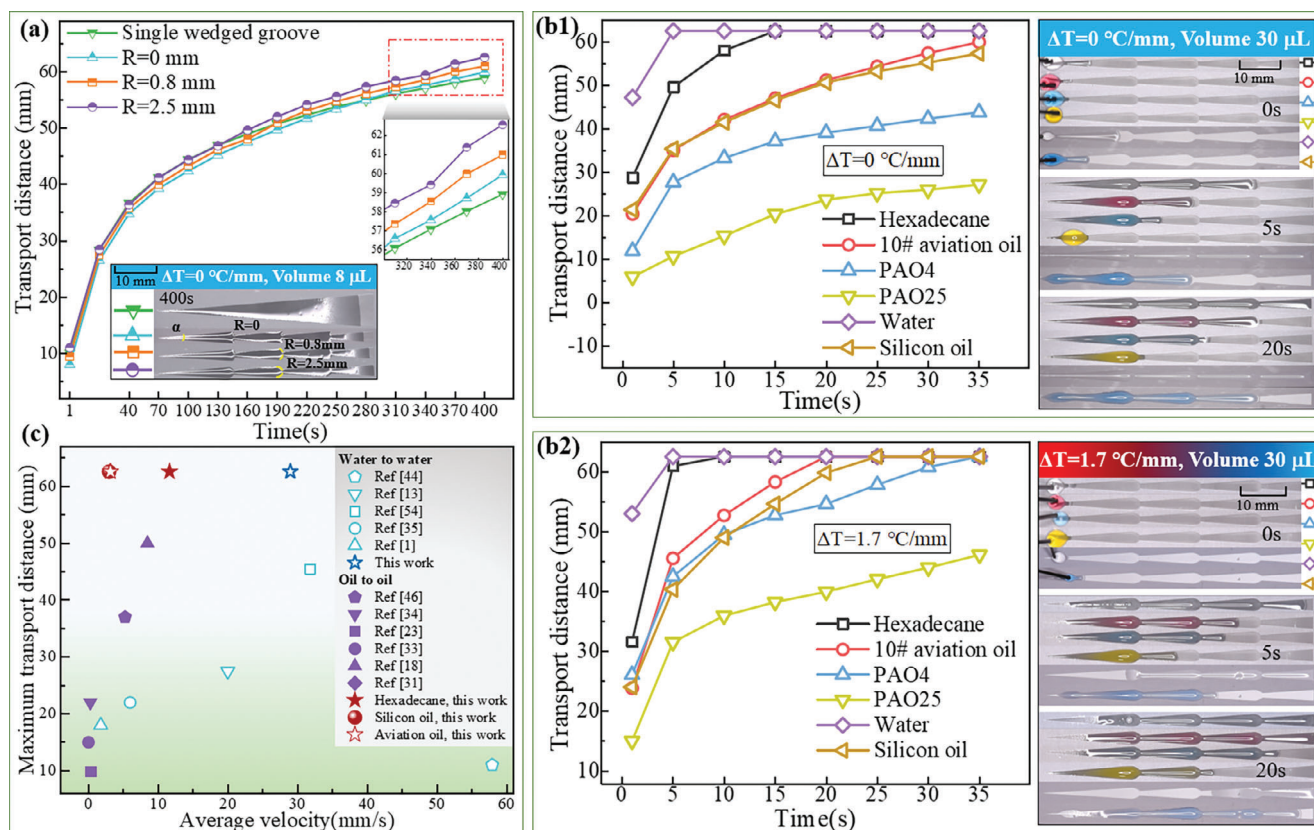 (a)
Single wedged groove
R=0 mm
R=0.8 mm
R=2.5 mm
Transport distance (mm)
60
50
40
30
20
10
62
61
60
59
58
57
56
320 340 360 380 400
10 mm
ΔT=0 °C/mm, Volume 8 μL
400s
α
R=0
R=0.8mm
R=2.5mm
1 40 70 100 130 160 190 220 250 280 310 340 370 400
Time(s)
(b1)
Transport distance (mm)
60
50
40
30
20
10
0
-10
ΔT=0 °C/mm
Hexadecane
10# aviation oil
PAO4
PAO25
Water
Silicon oil
0 5 10 15 20 25 30 35
Time(s)
ΔT=0 °C/mm, Volume 30 μL
10 mm
0s
5s
20s
(c)
Maximum transport distance (mm)
60
50
40
30
20
10
Water to water
Ref [44]
Ref [13]
Ref [54]
Ref [35]
Ref [1]
This work
Oil to oil
Ref [46]
Ref [34]
Ref [23]
Ref [33]
Ref [18]
Ref [31]
Hexadecane, this work
Silicon oil, this work
Aviation oil, this work
0 10 20 30 40 50 60
Average velocity(mm/s)
(b2)
Transport distance (mm)
60
50
40
30
20
10
ΔT=1.7 °C/mm
Hexadecane
10# aviation oil
PAO4
PAO25
Water
Silicon oil
0 5 10 15 20 25 30 35
Time(s)
ΔT=1.7 °C/mm, Volume 30 μL
10 mm
0s
5s
20s